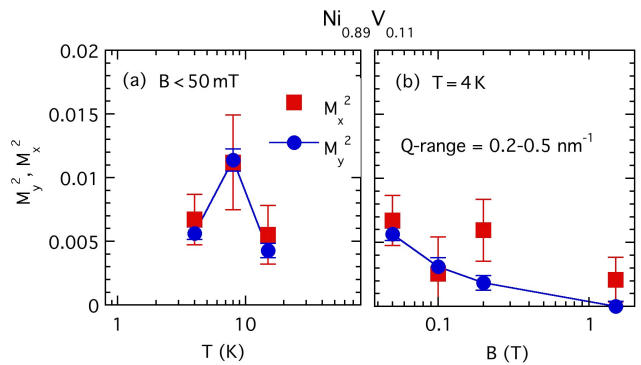 Ni0.89V0.11
(a) B < 50 mT
Mx2
My2
My2, Mx2
0.02
0.015
0.01
0.005
0
1
10
T (K)
(b) T = 4 K
Q-range = 0.2-0.5 nm-1
0.1
1
B (T)